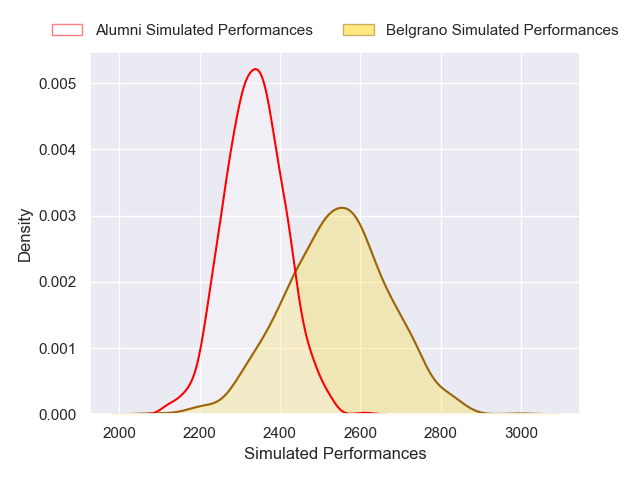 Alumni Simulated Performances Belgrano Simulated Performances
0.005
0.004
0.003
0.002
0.001
0.000
Density
2000 2200 2400 2600 2800 3000
Simulated Performances